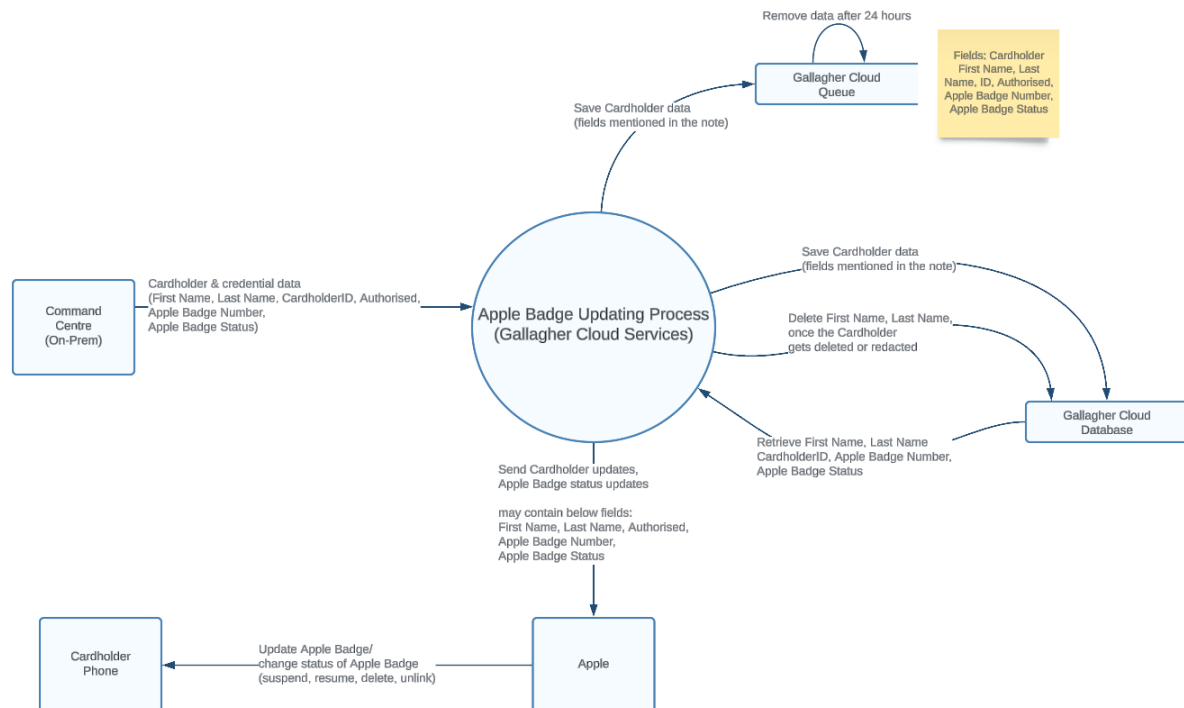 Remove data after 24 hours
Gallagher Cloud
Queue
Fields: Cardholder
First Name, Last
Name, ID, Authorised,
Apple Badge Number,
Apple Badge Status
Save Cardholder data
(fields mentioned in the note)
Save Cardholder data
(fields mentioned in the note)
Cardholder & credential data
(First Name, Last Name, CardholderID, Authorised,
Apple Badge Number,
Apple Badge Status)
Command
Centre
(On-Prem)
Apple Badge Updating Process
(Gallagher Cloud Services)
Delete First Name, Last Name,
once the Cardholder
gets deleted or redacted
Gallagher Cloud
Database
Retrieve First Name, Last Name
CardholderID, Apple Badge Number,
Apple Badge Status
Send Cardholder updates,
Apple Badge status updates
may contain below fields:
First Name, Last Name, Authorised,
Apple Badge Number,
Apple Badge Status
Cardholder
Phone
Update Apple Badge/
change status of Apple Badge
(suspend, resume, delete, unlink)
Apple